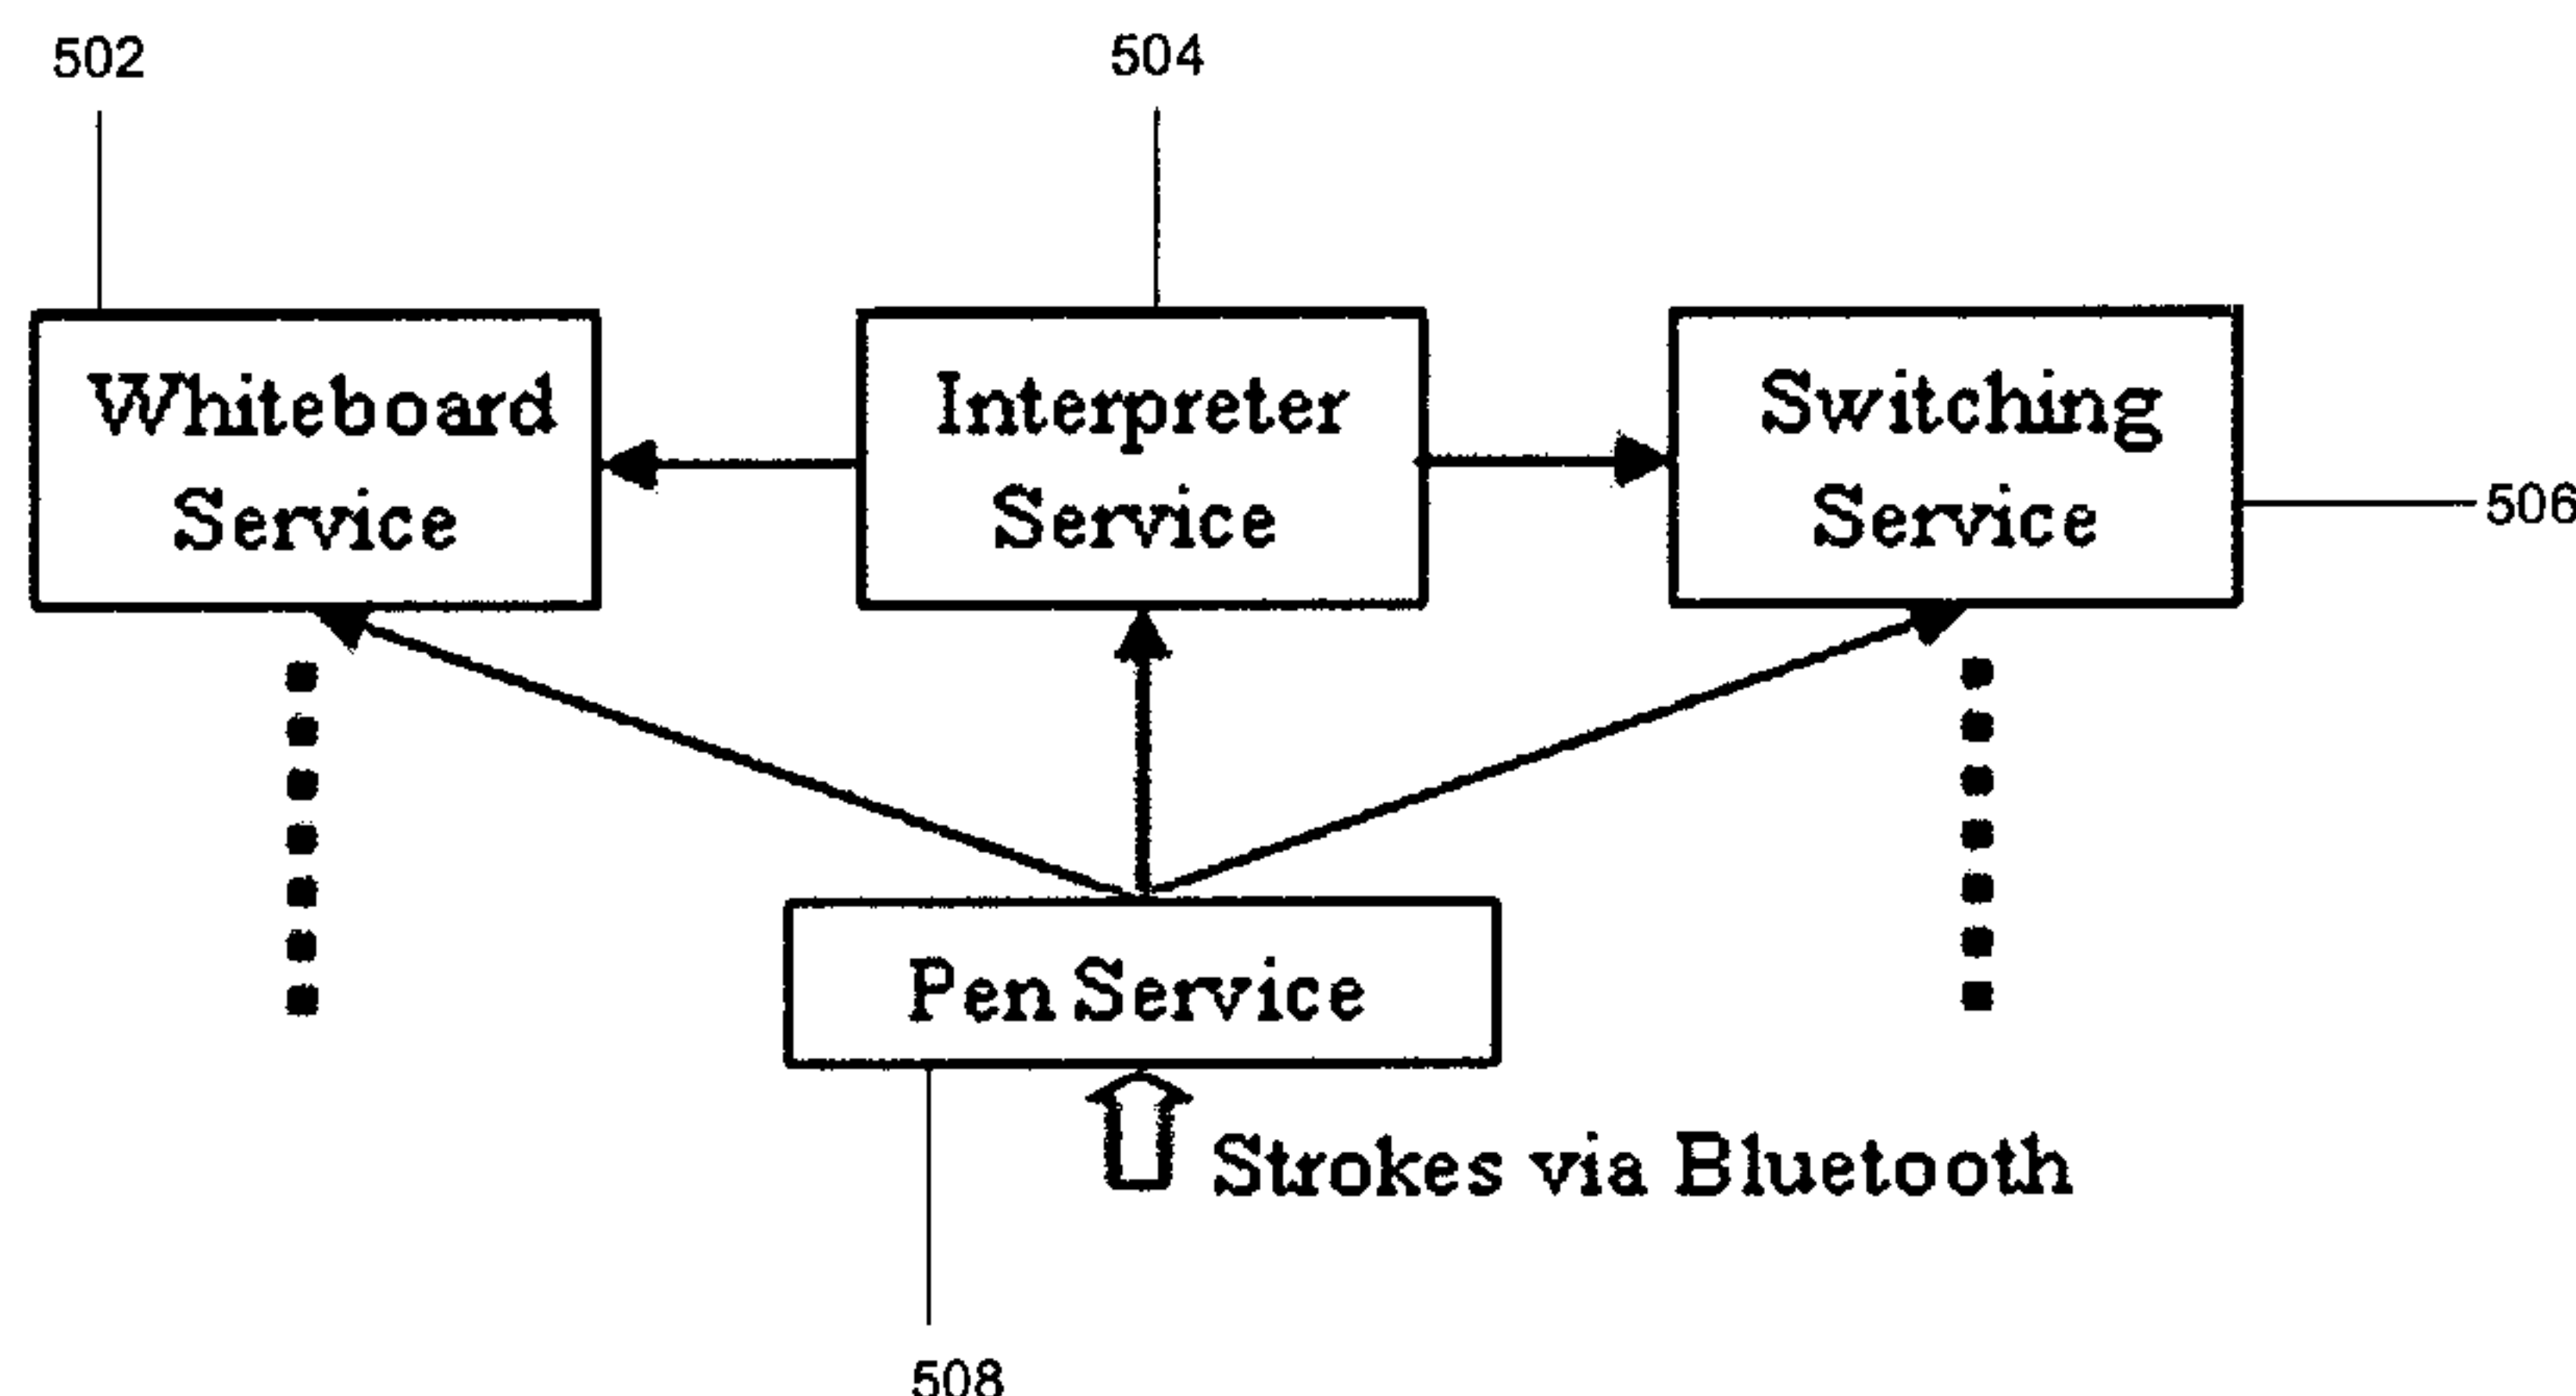 502
504
Whiteboard
Service
Interpreter
Service
Switching
Service
506
Pen Service
Strokes via Bluetooth
508